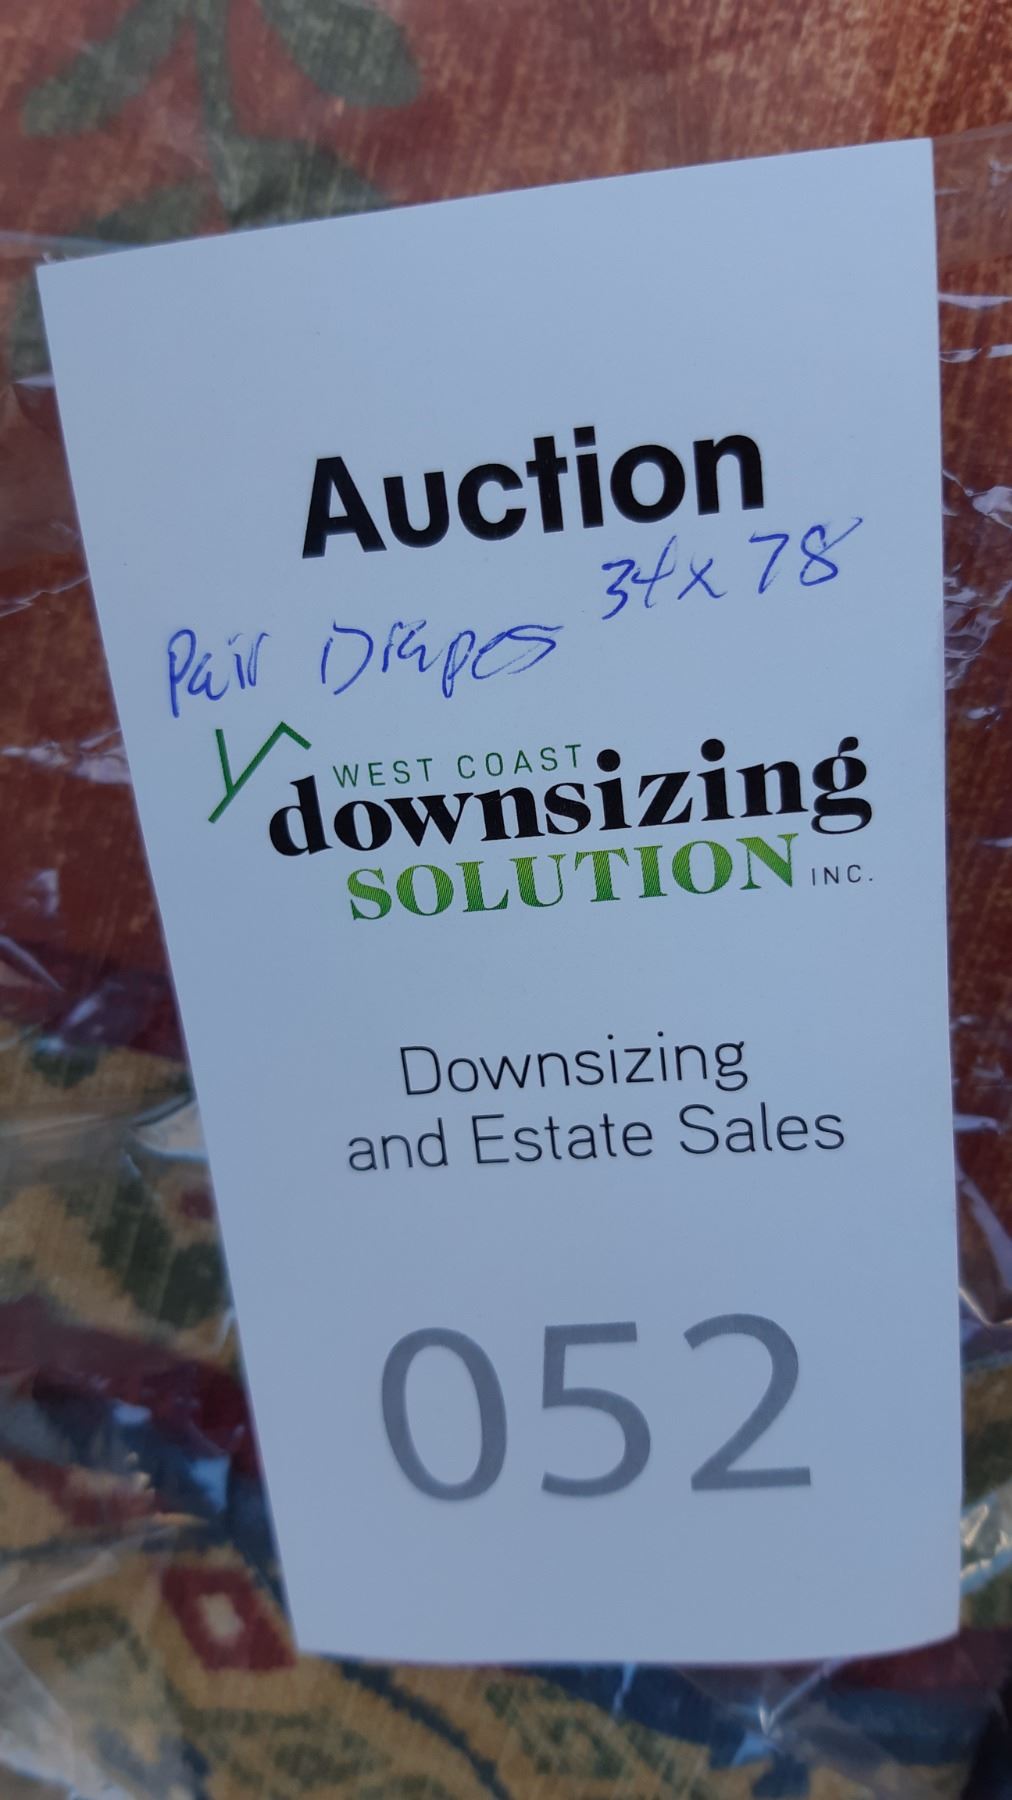 Auction
34x78
Pair Drapes
WEST COAST
downsizing
SOLUTION INC.
Downsizing
and Estate Sales
052